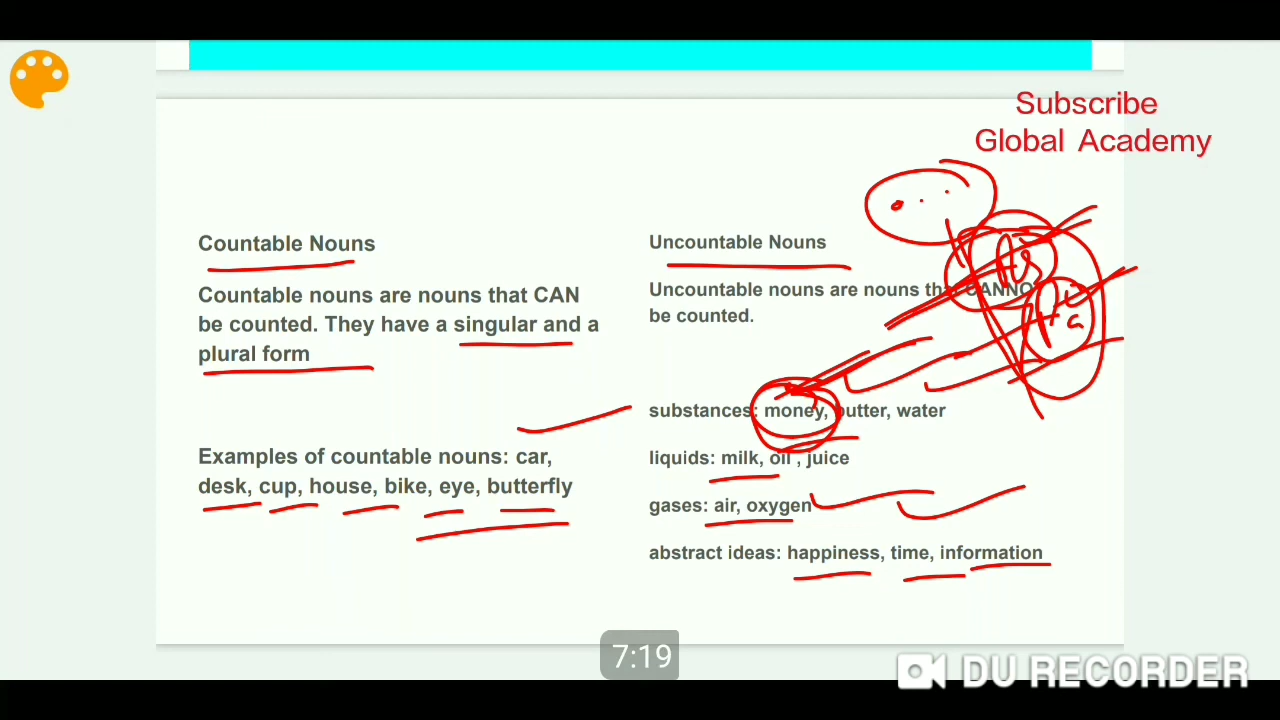 Subscribe
Global Academy
Countable Nouns
Countable nouns are nouns that CAN
be counted. They have a singular and a
plural form
Examples of countable nouns: car,
desk, cup, house, bike, eye, butterfly
Uncountable Nouns
Uncountable nouns are nouns that CANNO
be counted.
substances: money, butter, water
liquids: milk, oil , juice
gases: air, oxygen
abstract ideas: happiness, time, information
7:19
DU RECORDER